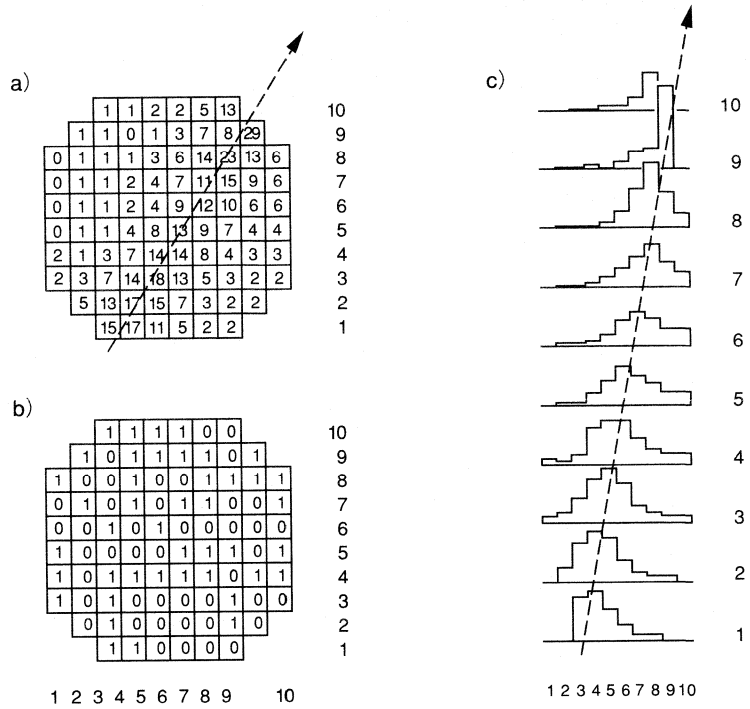 a)
1 1 2 2 5 13 10
1 1 0 1 3 7 8 29 9
0 1 1 1 3 6 14 23 13 6 8
0 1 1 2 4 7 11 15 9 6 7
0 1 1 2 4 9 12 10 6 6 6
0 1 1 4 8 13 9 7 4 4 5
2 1 3 7 14 14 8 4 3 3 4
2 3 7 14 18 13 5 3 2 2 3
5 13 17 15 7 3 2 2 2
15 17 11 5 2 2 1
b)
1 1 1 1 0 0 10
1 0 1 1 1 1 0 1 9
1 0 0 1 0 0 1 1 1 1 8
0 1 0 1 0 1 1 0 0 1 7
0 0 1 0 1 0 0 0 0 0 6
1 0 0 0 0 1 1 1 0 1 5
1 0 1 1 1 1 1 0 1 1 4
1 0 1 0 0 0 0 1 0 0 3
0 1 0 0 0 0 1 0 2
1 1 0 0 0 0 1
1 2 3 4 5 6 7 8 9 10
c)
10
9
8
7
6
5
4
3
2
1
1 2 3 4 5 6 7 8 9 10